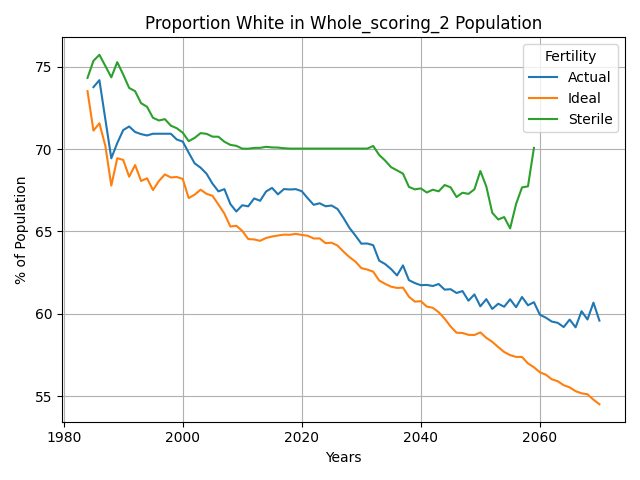 Proportion White in Whole_scoring_2 Population
Fertility
Actual
Ideal
Sterile
% of Population
75
70
65
60
55
1980
2000
2020
2040
2060
Years